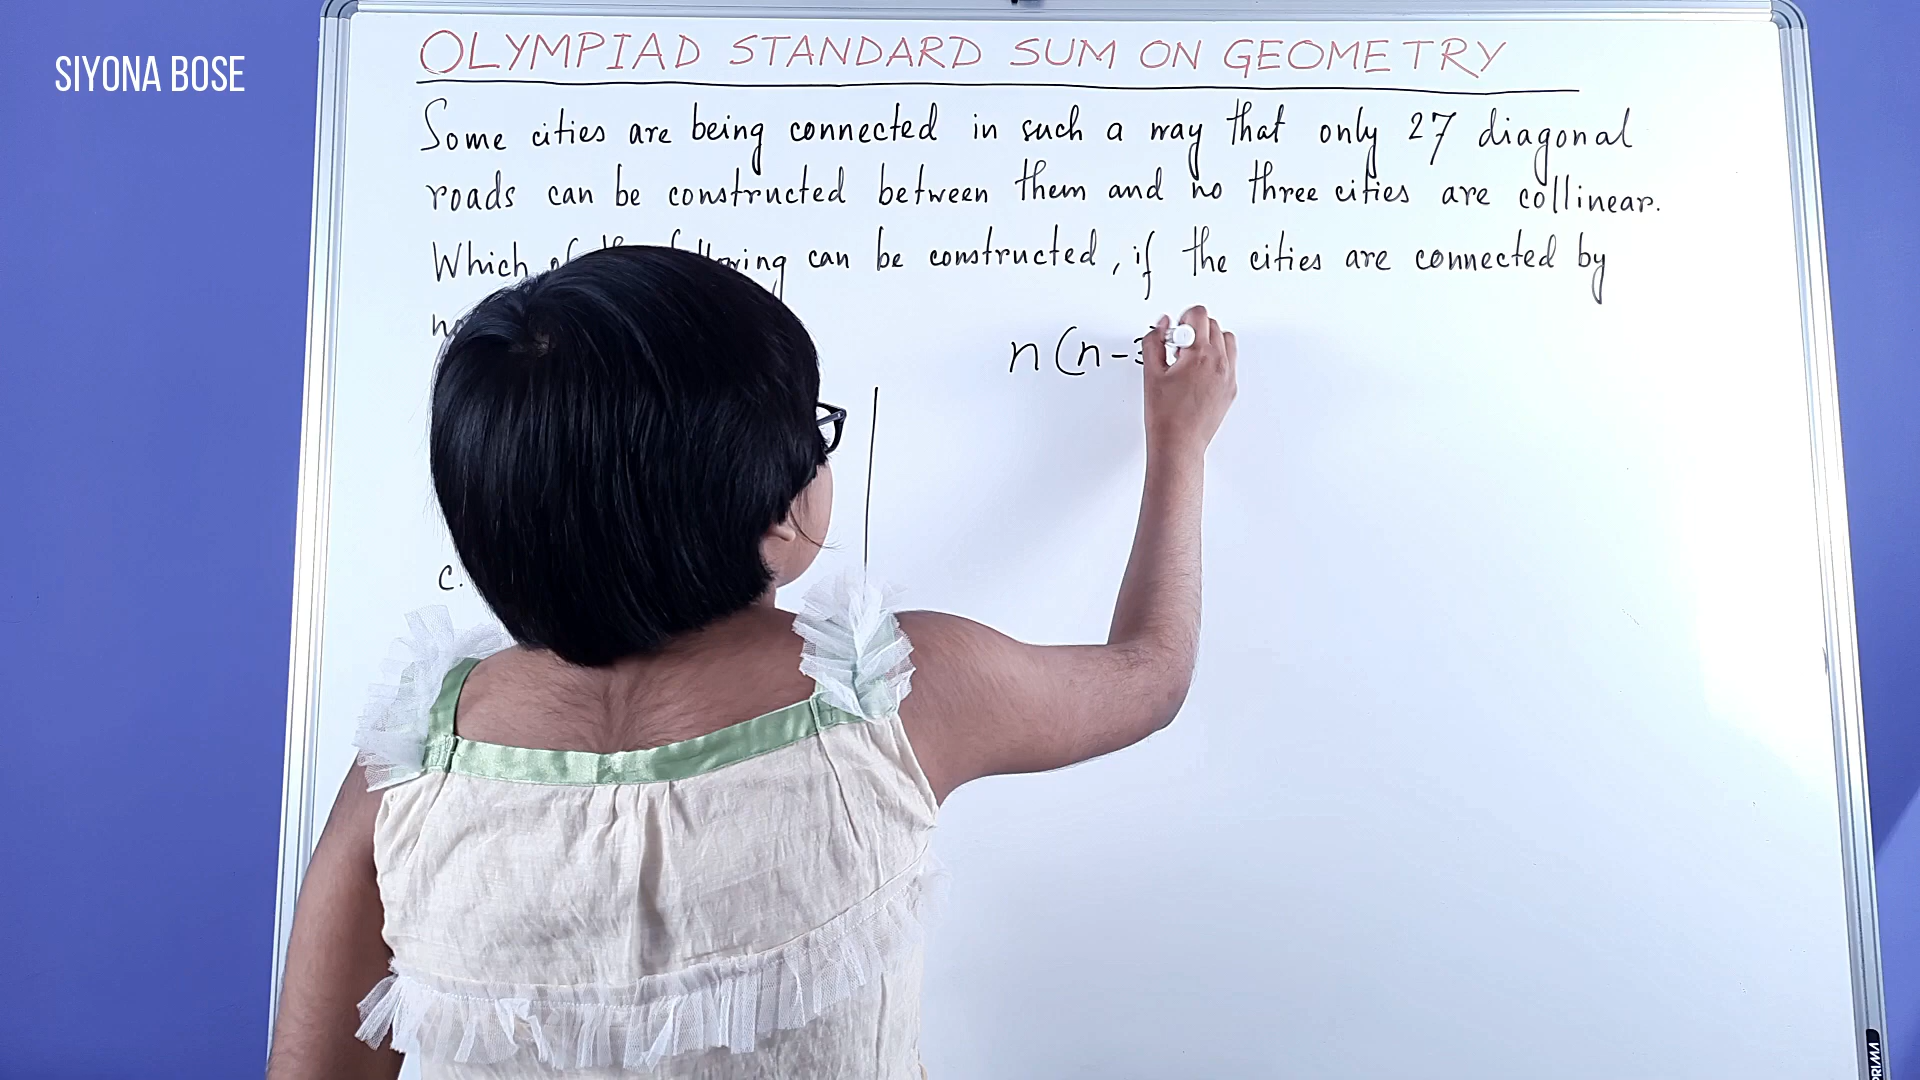 SIYONA BOSE
OLYMPIAD STANDARD SUM ON GEOMETRY
Some cities are being connected in such a way that only 27 diagonal
roads can be constructed between them and no three cities are collinear.
Which can be constructed, if the cities are connected by
n(n-3
c.
PRIMA